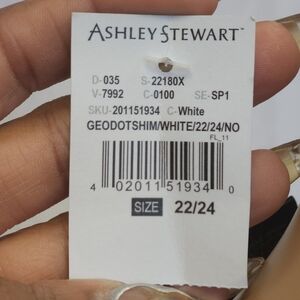 ASHLEY STEWART™
D-035 S-22180X
V-7992 C-0100 SE-SP1
SKU-201151934 C-White
GEODOTSHIM/WHITE/22/24/NO
FL_11
4 02011 51934 0
SIZE 22/24